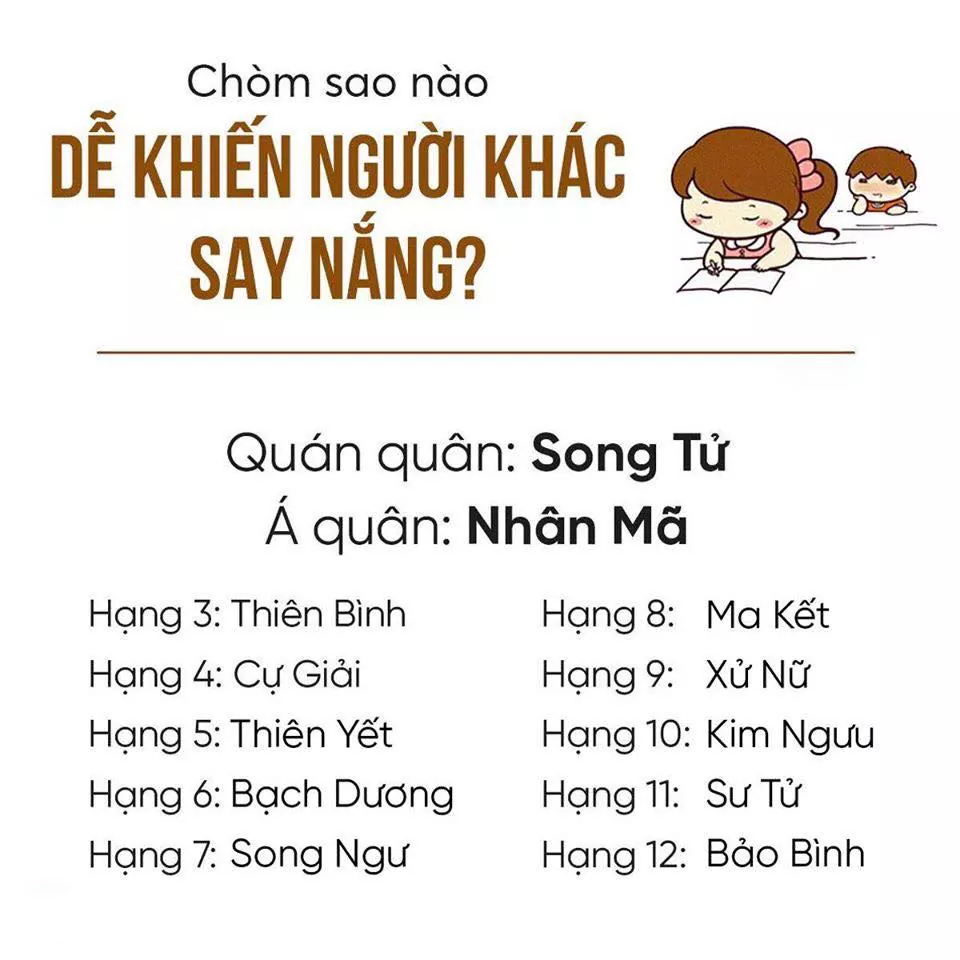 Chòm sao nào
DỄ KHIẾN NGƯỜI KHÁC
SAY NẮNG?
Quán quân: Song Tử
Á quân: Nhân Mã
Hạng 3: Thiên Bình
Hạng 4: Cự Giải
Hạng 5: Thiên Yết
Hạng 6: Bạch Dương
Hạng 7: Song Ngư
Hạng 8: Ma Kết
Hạng 9: Xử Nữ
Hạng 10: Kim Ngưu
Hạng 11: Sư Tử
Hạng 12: Bảo Bình